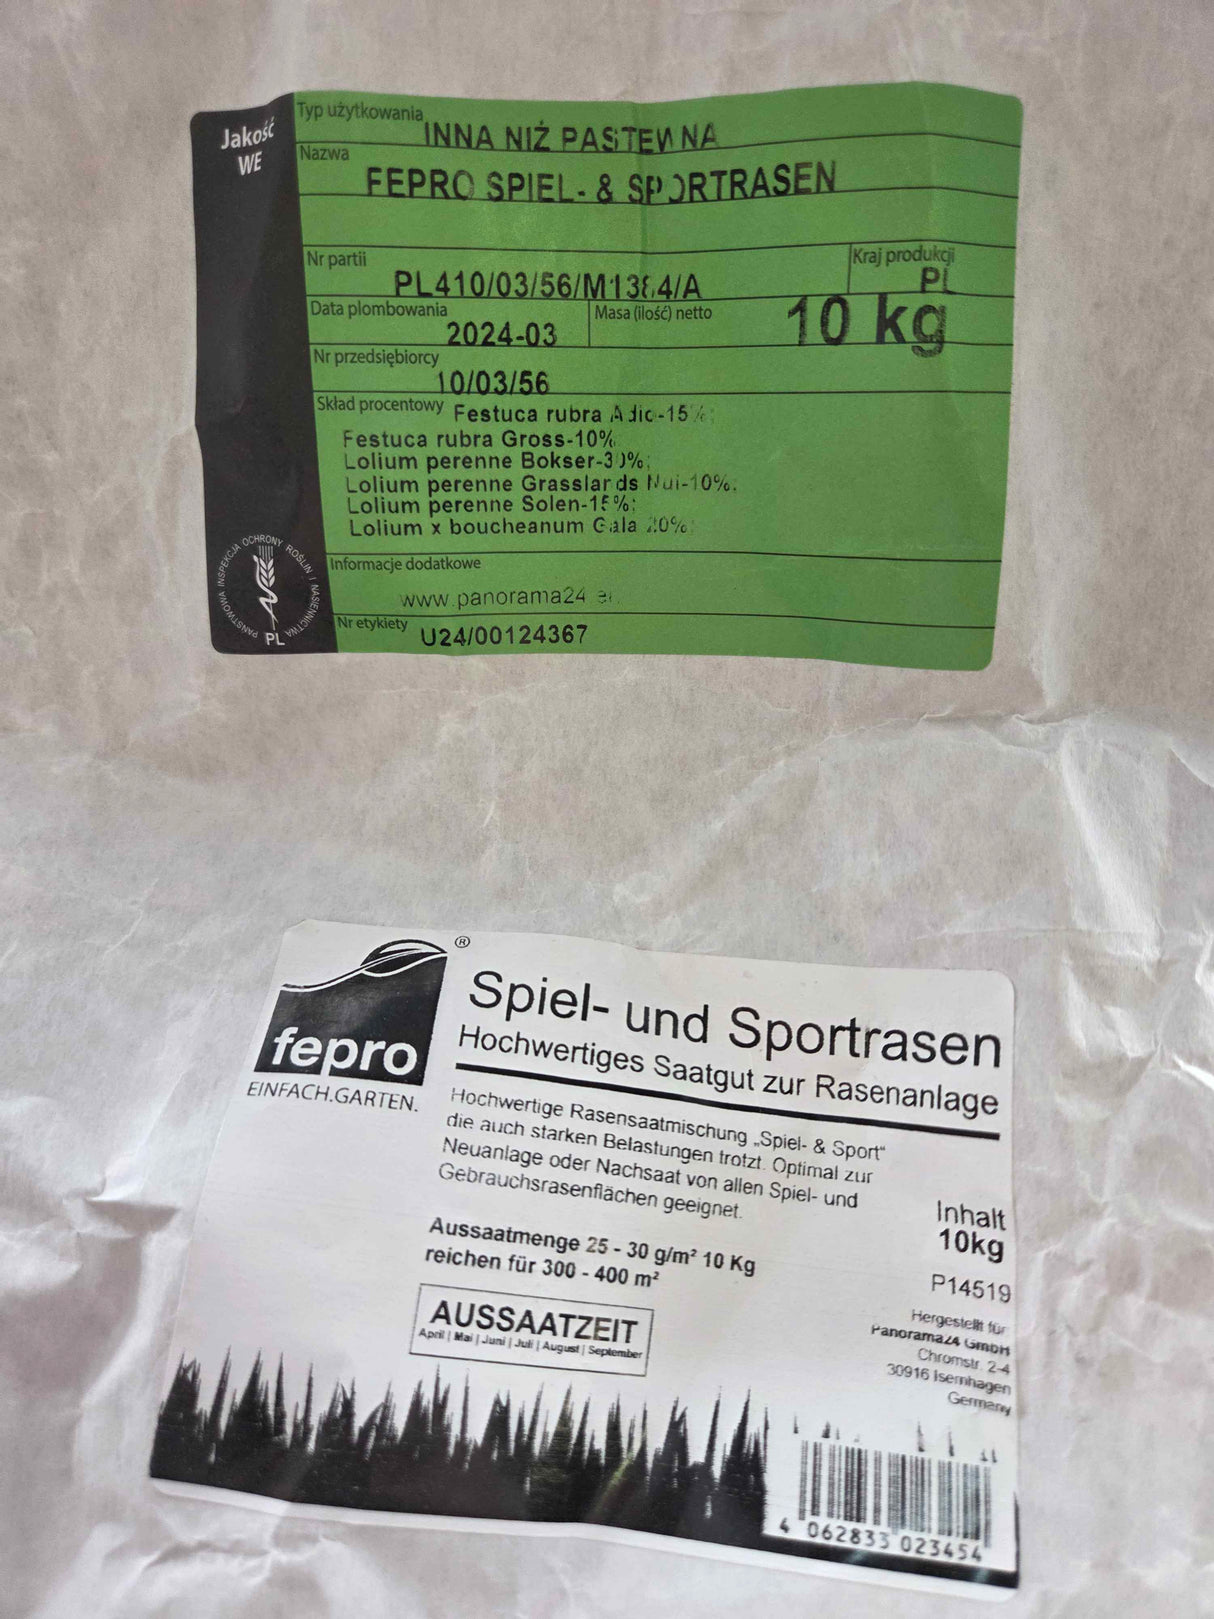 Jakość
WE
Typ użytkowania
INNA NIŻ PASTEWNA
Nazwa
FEPRO SPIEL- & SPORTRASEN
Nr partii
PL410/03/56/M1384/A
Kraj produkcji
PL
Data plombowania
2024-03
Masa (ilość) netto
10 kg
Nr przedsiębiorcy
10/03/56
Skład procentowy Festuca rubra Adio-15%;
Festuca rubra Gross-10%
Lolium perenne Bokser-30%;
Lolium perenne Grasslands Nui-10%;
Lolium perenne Solen-15%;
Lolium x boucheanum Gala 20%
Informacje dodatkowe
Nr etykiety
U24/00124367
PAŃSTWOWA INSPEKCJA OCHRONY ROŚLIN I NASIENNICTWA
PL
fepro
®
EINFACH.GARTEN.
Spiel- und Sportrasen
Hochwertiges Saatgut zur Rasenanlage
Hochwertige Rasensaatmischung „Spiel- & Sport“
die auch starken Belastungen trotzt. Optimal zur
Neuanlage oder Nachsaat von allen Spiel- und
Gebrauchsrasenflächen geeignet.
Aussaatmenge 25 - 30 g/m² 10 Kg
reichen für 300 - 400 m²
AUSSAATZEIT
April | Mai | Juni | Juli | August | September
Inhalt
10kg
P14519
Hergestellt für
Panorama24 GmbH
Chromstr. 2-4
30916 Isernhagen
Germany
4 062833 023454